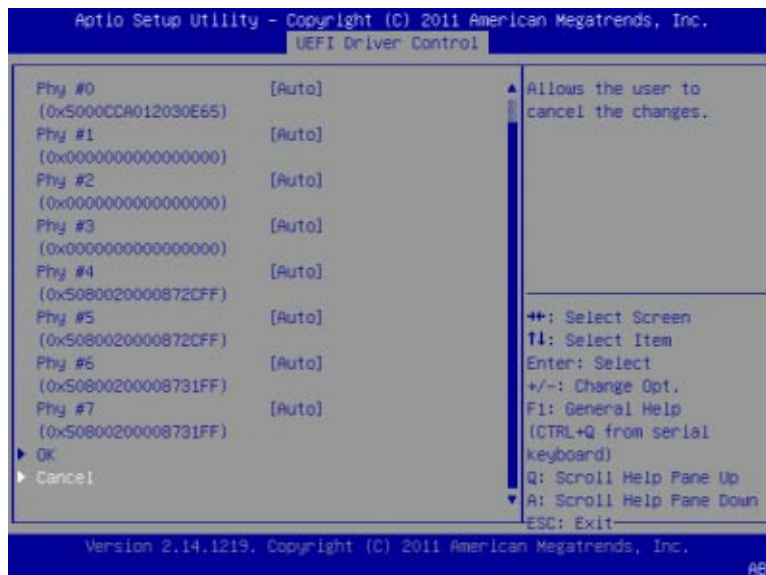 Aptio Setup Utility – Copyright (C) 2011 American Megatrends, Inc.
UEFI Driver Control
Phy #0 [Auto]
(0x5000CCA012030E65)
Phy #1 [Auto]
(0x0000000000000000)
Phy #2 [Auto]
(0x0000000000000000)
Phy #3 [Auto]
(0x0000000000000000)
Phy #4 [Auto]
(0x5080020000872CFF)
Phy #5 [Auto]
(0x5080020000872CFF)
Phy #6 [Auto]
(0x50800200008731FF)
Phy #7 [Auto]
(0x50800200008731FF)
OK
Cancel
Allows the user to
cancel the changes.
→←: Select Screen
↑↓: Select Item
Enter: Select
+/-: Change Opt.
F1: General Help
(CTRL+Q from serial
keyboard)
Q: Scroll Help Pane Up
A: Scroll Help Pane Down
ESC: Exit
Version 2.14.1219. Copyright (C) 2011 American Megatrends, Inc.
AB